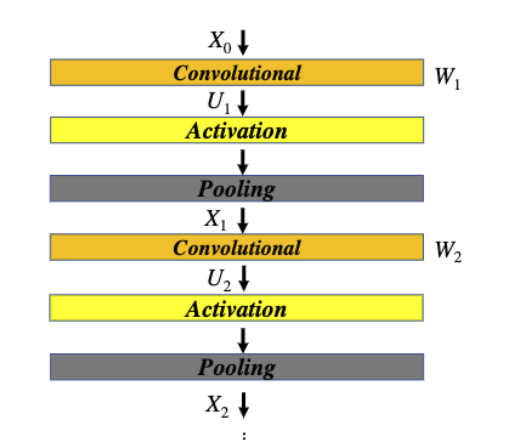 X₀
Convolutional W₁
U₁
Activation
Pooling
X₁
Convolutional W₂
U₂
Activation
Pooling
X₂
⋮